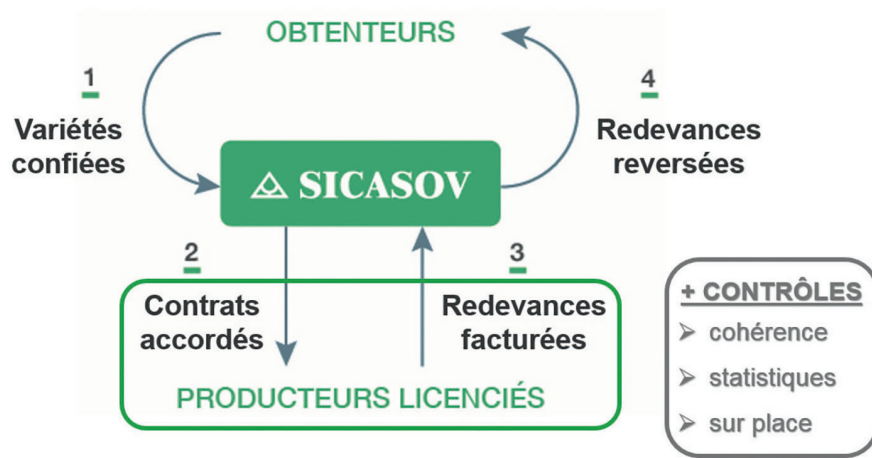 OBTENTEURS
1
Variétés
confiées
4
Redevances
reversées
SICASOV
2
Contrats
accordés
3
Redevances
facturées
PRODUCTEURS LICENCIÉS
+ CONTRÔLES
cohérence
statistiques
sur place